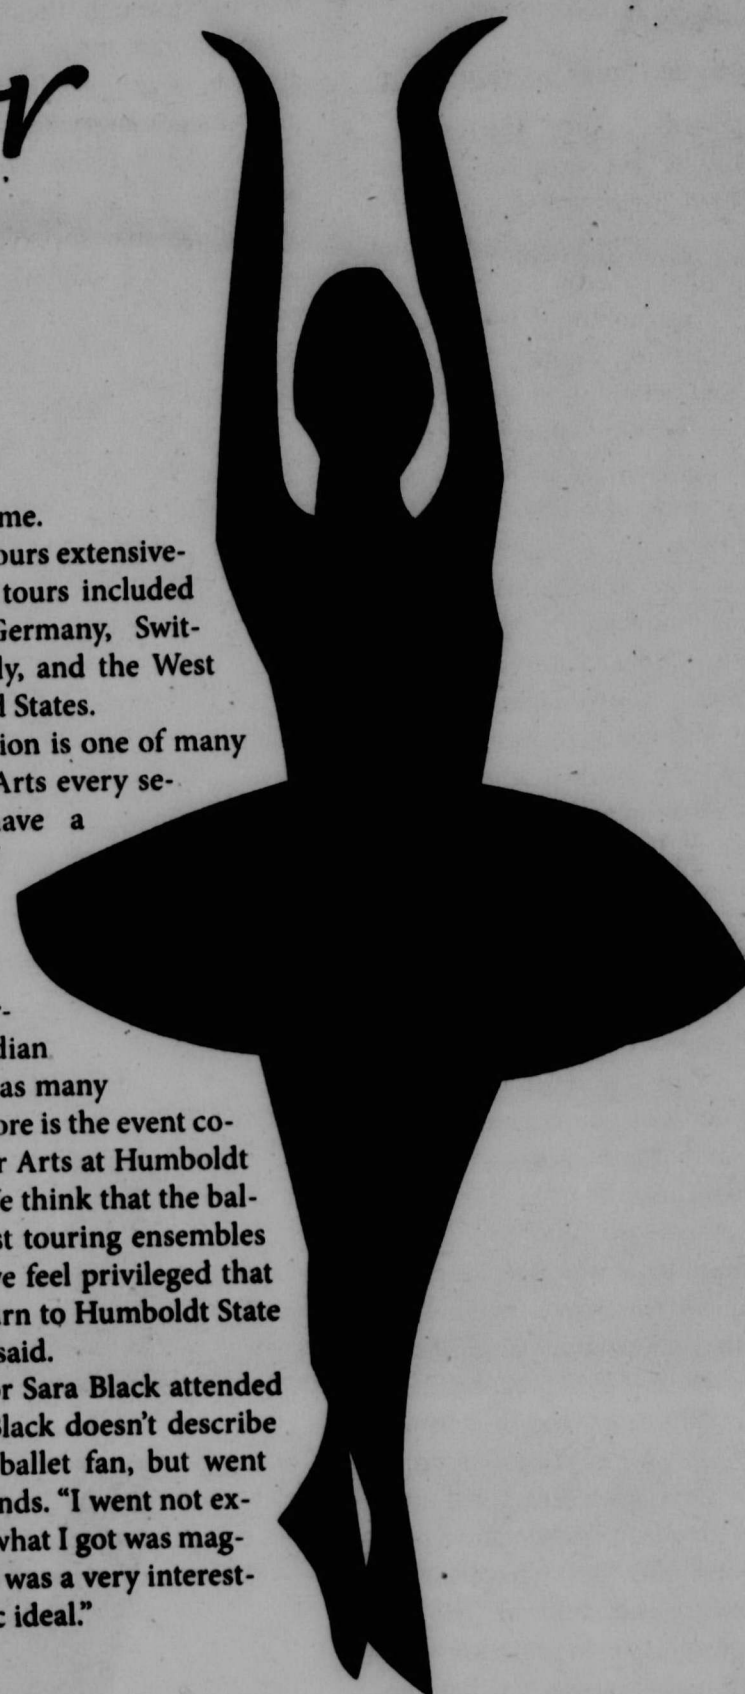 r
me.
ours extensive-
tours included
Germany, Swit-
ly, and the West
States.
ion is one of many
Arts every se-
ave a
dian
as many
ore is the event co-
r Arts at Humboldt
e think that the bal-
st touring ensembles
e feel privileged that
rn to Humboldt State
said.
r Sara Black attended
Black doesn't describe
ballet fan, but went
nds. "I went not ex-
what I got was mag-
was a very interest-
ideal."